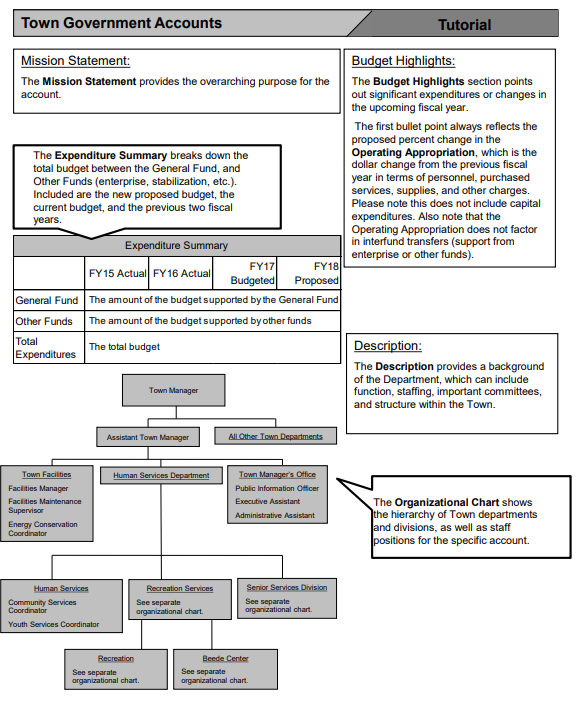 Town Government Accounts
Tutorial
Mission Statement:
The Mission Statement provides the overarching purpose for the
account.
Budget Highlights:
The Budget Highlights section points
out significant expenditures or changes in
the upcoming fiscal year.
The first bullet point always reflects the
proposed percent change in the
Operating Appropriation, which is the
dollar change from the previous fiscal
year in terms of personnel, purchased
services, supplies, and other charges.
Please note this does not include capital
expenditures. Also note that the
Operating Appropriation does not factor
in interfund transfers (support from
enterprise or other funds).
The Expenditure Summary breaks down the
total budget between the General Fund, and
Other Funds (enterprise, stabilization, etc.).
Included are the new proposed budget, the
current budget, and the previous two fiscal
years.
Expenditure Summary
FY15 Actual
FY16 Actual
FY17
Budgeted
FY18
Proposed
General Fund
The amount of the budget supported by the General Fund
Other Funds
The amount of the budget supported by other funds
Total
Expenditures
The total budget
Description:
The Description provides a background
of the Department, which can include
function, staffing, important committees,
and structure within the Town.
Town Manager
Assistant Town Manager
All Other Town Departments
Town Facilities
Facilities Manager
Facilities Maintenance
Supervisor
Energy Conservation
Coordinator
Human Services Department
Town Manager's Office
Public Information Officer
Executive Assistant
Administrative Assistant
The Organizational Chart shows
the hierarchy of Town departments
and divisions, as well as staff
positions for the specific account.
Human Services
Community Services
Coordinator
Youth Services Coordinator
Recreation Services
See separate
organizational chart.
Senior Services Division
See separate
organizational chart.
Recreation
See separate
organizational chart.
Beede Center
See separate
organizational chart.